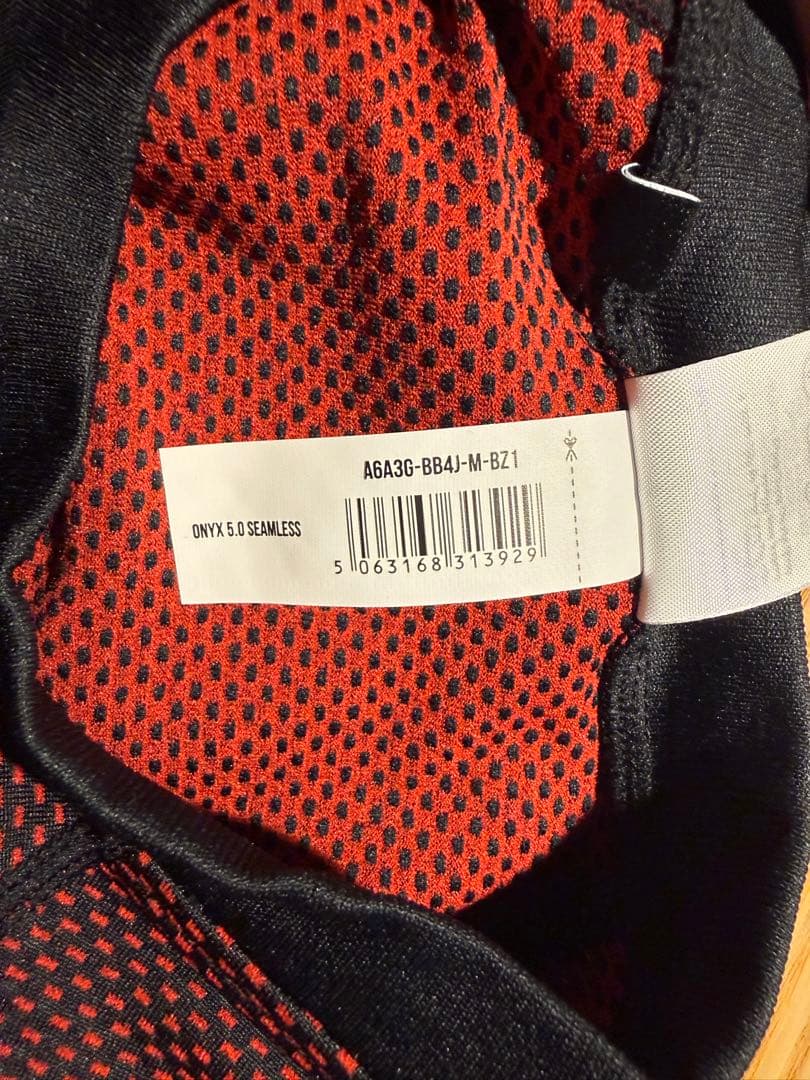 A6A3G-BB4J-M-BZ1
ONYX 5.0 SEAMLESS
5 063168 313929